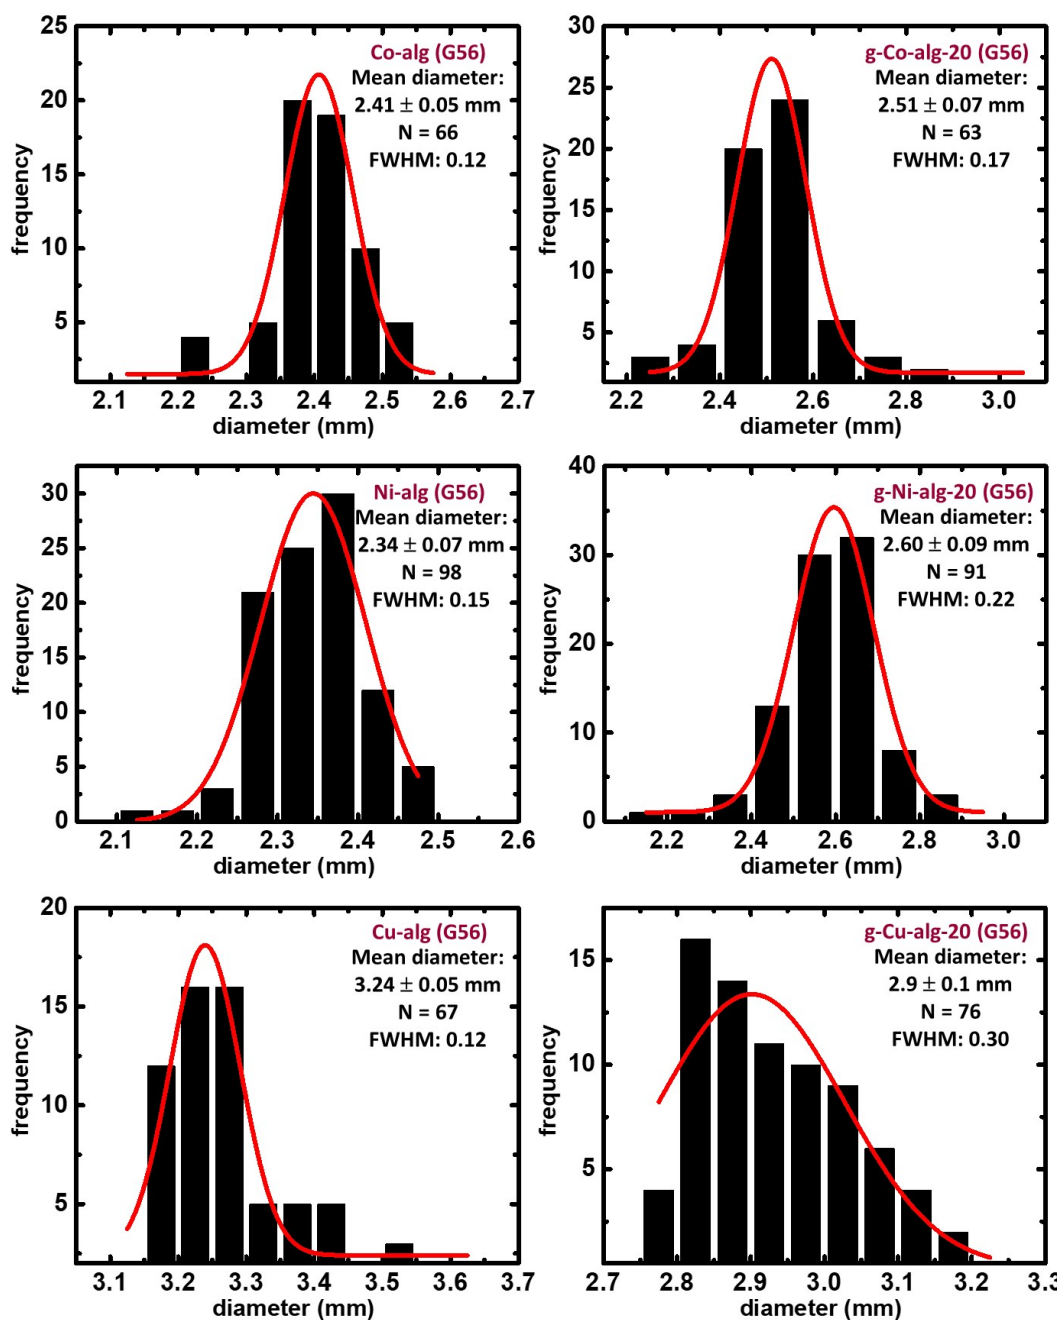 25
20
15
10
5
frequency
Co-alg (G56)
Mean diameter:
2.41 ± 0.05 mm
N = 66
FWHM: 0.12
2.1 2.2 2.3 2.4 2.5 2.6 2.7
diameter (mm)
30
25
20
15
10
5
frequency
g-Co-alg-20 (G56)
Mean diameter:
2.51 ± 0.07 mm
N = 63
FWHM: 0.17
2.2 2.4 2.6 2.8 3.0
diameter (mm)
30
25
20
15
10
5
0
frequency
Ni-alg (G56)
Mean diameter:
2.34 ± 0.07 mm
N = 98
FWHM: 0.15
2.1 2.2 2.3 2.4 2.5 2.6
diameter (mm)
40
30
20
10
0
frequency
g-Ni-alg-20 (G56)
Mean diameter:
2.60 ± 0.09 mm
N = 91
FWHM: 0.22
2.2 2.4 2.6 2.8 3.0
diameter (mm)
20
15
10
5
frequency
Cu-alg (G56)
Mean diameter:
3.24 ± 0.05 mm
N = 67
FWHM: 0.12
3.1 3.2 3.3 3.4 3.5 3.6 3.7
diameter (mm)
15
10
5
frequency
g-Cu-alg-20 (G56)
Mean diameter:
2.9 ± 0.1 mm
N = 76
FWHM: 0.30
2.7 2.8 2.9 3.0 3.1 3.2 3.3
diameter (mm)